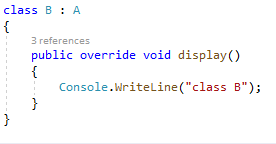 class B : A
{
3 references
public override void display()
{
Console.WriteLine("class B");
}
}